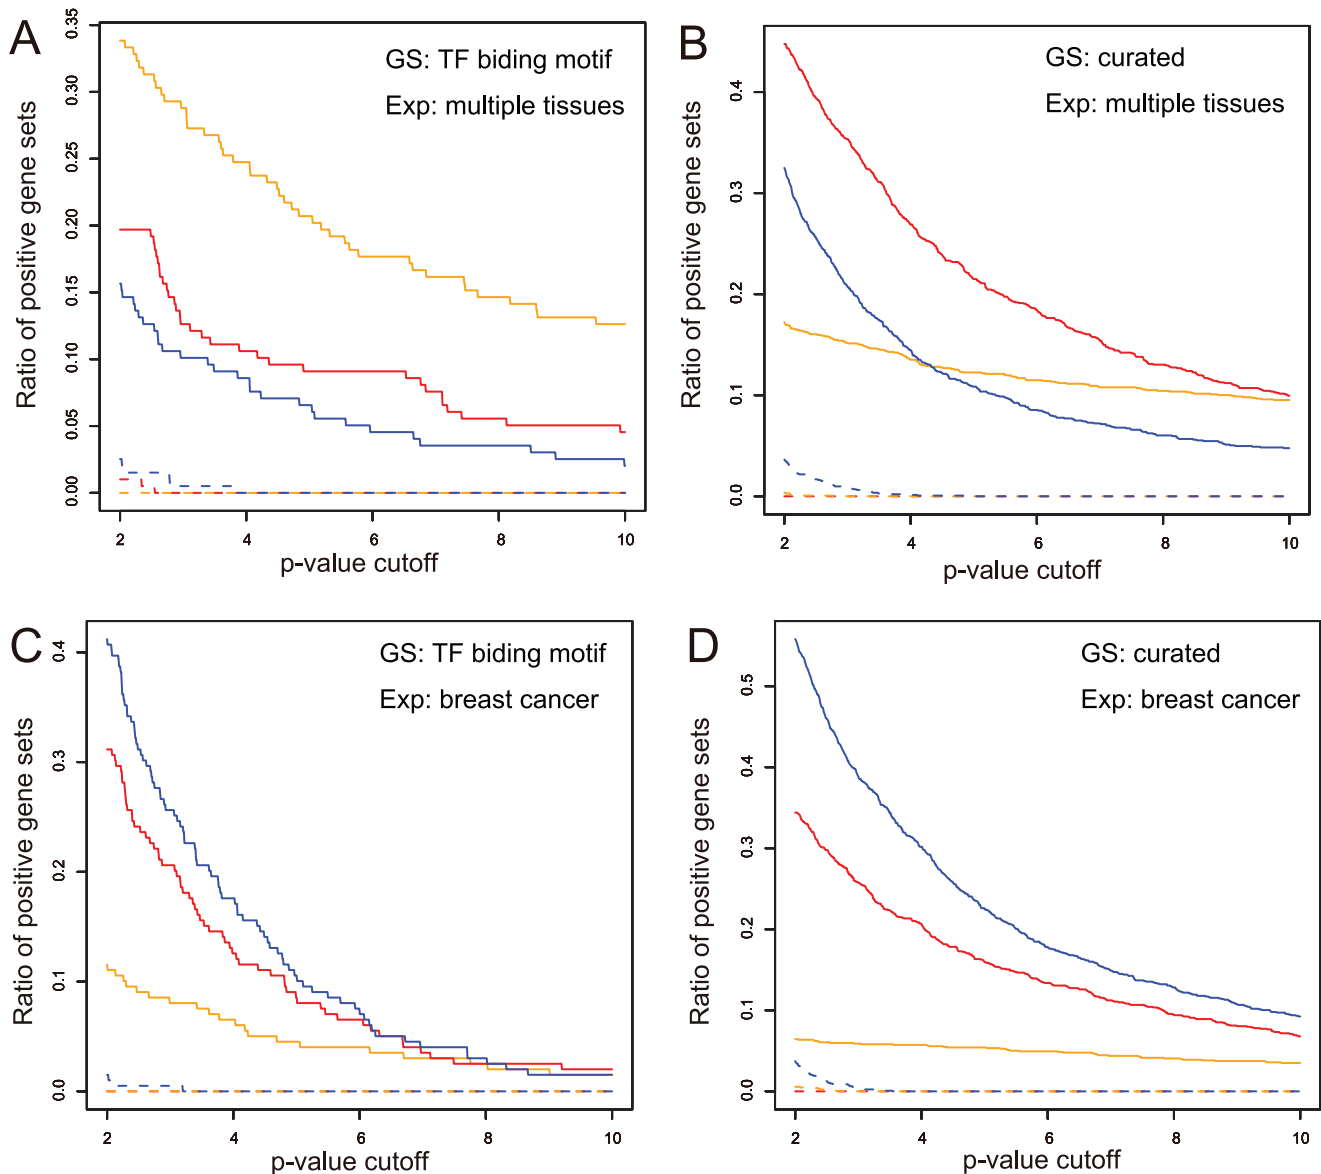 A
GS: TF biding motif
Exp: multiple tissues
Ratio of positive gene sets
0.35
0.30
0.25
0.20
0.15
0.10
0.05
0.00
2 4 6 8 10
p-value cutoff
B
GS: curated
Exp: multiple tissues
Ratio of positive gene sets
0.4
0.3
0.2
0.1
0.0
2 4 6 8 10
p-value cutoff
C
GS: TF biding motif
Exp: breast cancer
Ratio of positive gene sets
0.4
0.3
0.2
0.1
0.0
2 4 6 8 10
p-value cutoff
D
GS: curated
Exp: breast cancer
Ratio of positive gene sets
0.5
0.4
0.3
0.2
0.1
0.0
2 4 6 8 10
p-value cutoff